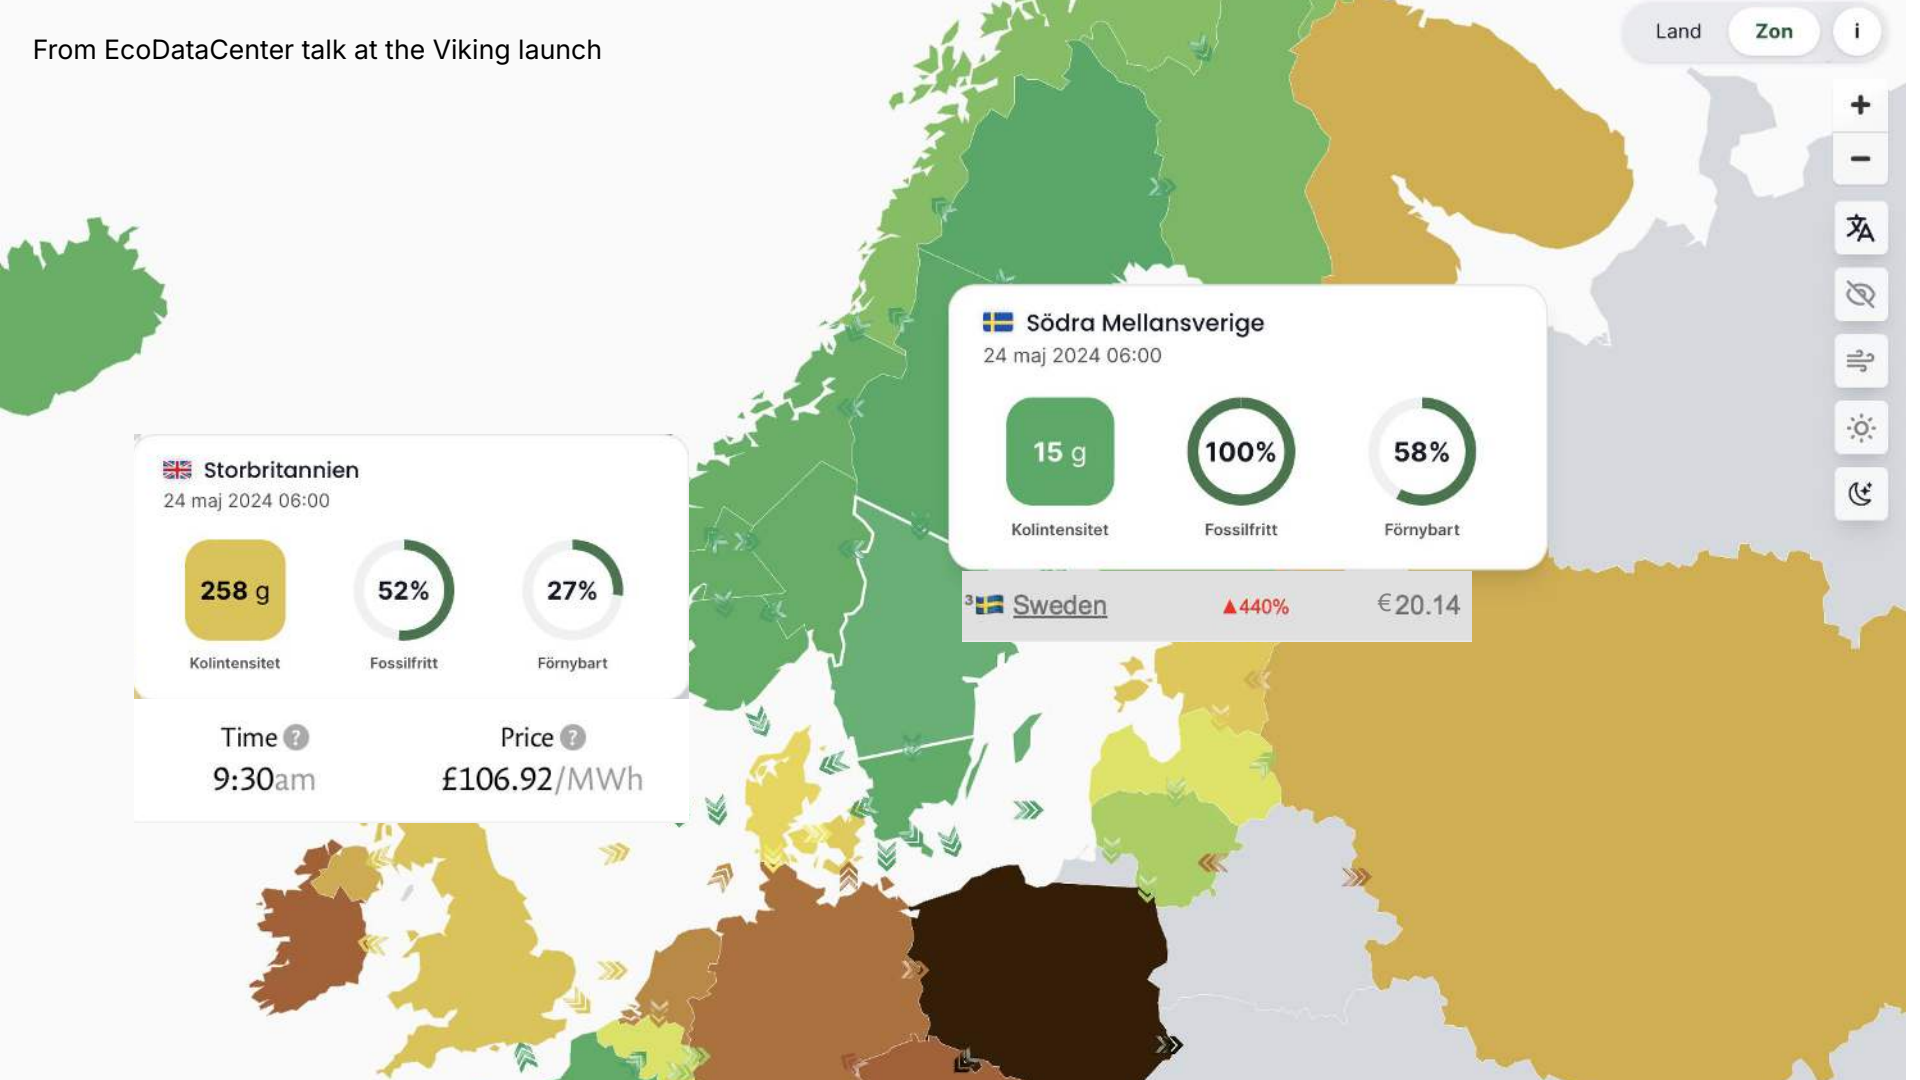 From EcoDataCenter talk at the Viking launch
Land
Zon
i
Södra Mellansverige
24 maj 2024 06:00
15 g
100%
58%
Kolintensitet
Fossilfritt
Förnybart
3 Sweden ▲440% €20.14
Storbritannien
24 maj 2024 06:00
258 g
52%
27%
Kolintensitet
Fossilfritt
Förnybart
Time ?
Price ?
9:30am
£106.92/MWh